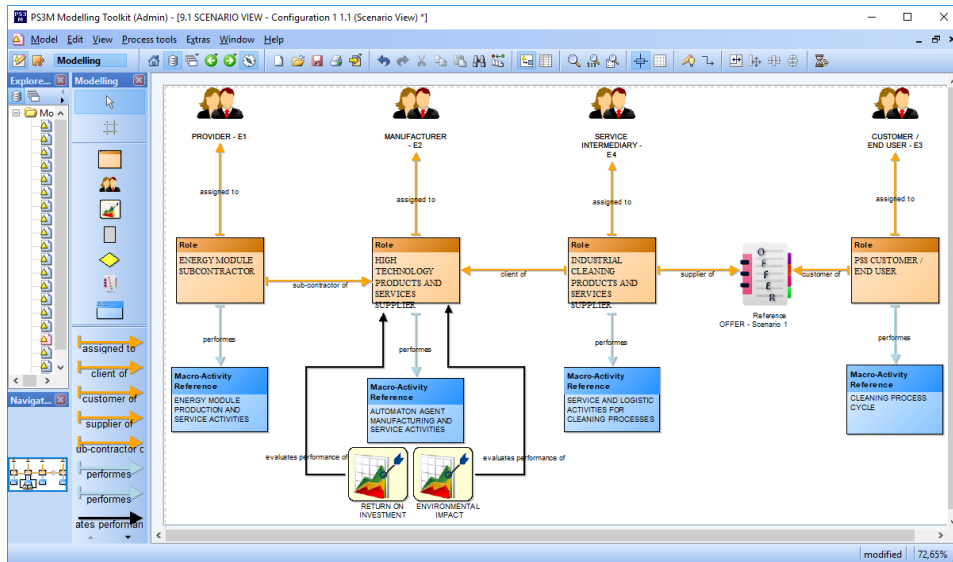 PS3M Modelling Toolkit (Admin) - [9.1 SCENARIO VIEW - Configuration 1 1.1 (Scenario View) *]
Model Edit View Process tools Extras Window Help
Modelling
Explore...
Modelling
Mo
Navigat...
assigned to
client of
customer of
supplier of
ub-contractor o
performes
performes
ates performan
PROVIDER - E1
MANUFACTURER
- E2
SERVICE
INTERMEDIARY -
E4
CUSTOMER /
END USER - E3
assigned to
assigned to
assigned to
assigned to
Role
ENERGY MODULE
SUBCONTRACTOR
sub-contractor of
Role
HIGH
TECHNOLOGY
PRODUCTS AND
SERVICES
SUPPLIER
client of
Role
INDUSTRIAL
CLEANING
PRODUCTS AND
SERVICES
SUPPLIER
supplier of
OFFER
Reference
OFFER - Scenario 1
customer of
Role
PSS CUSTOMER /
END USER
performes
performes
performes
performes
Macro-Activity
Reference
ENERGY MODULE
PRODUCTION AND
SERVICE ACTIVITIES
Macro-Activity
Reference
AUTOMATON AGENT
MANUFACTURING AND
SERVICE ACTIVITIES
Macro-Activity
Reference
SERVICE AND LOGISTIC
ACTIVITIES FOR
CLEANING PROCESSES
Macro-Activity
Reference
CLEANING PROCESS
CYCLE
evaluates performance of
evaluates performance of
RETURN ON
INVESTMENT
ENVIRONMENTAL
IMPACT
modified 72,65%